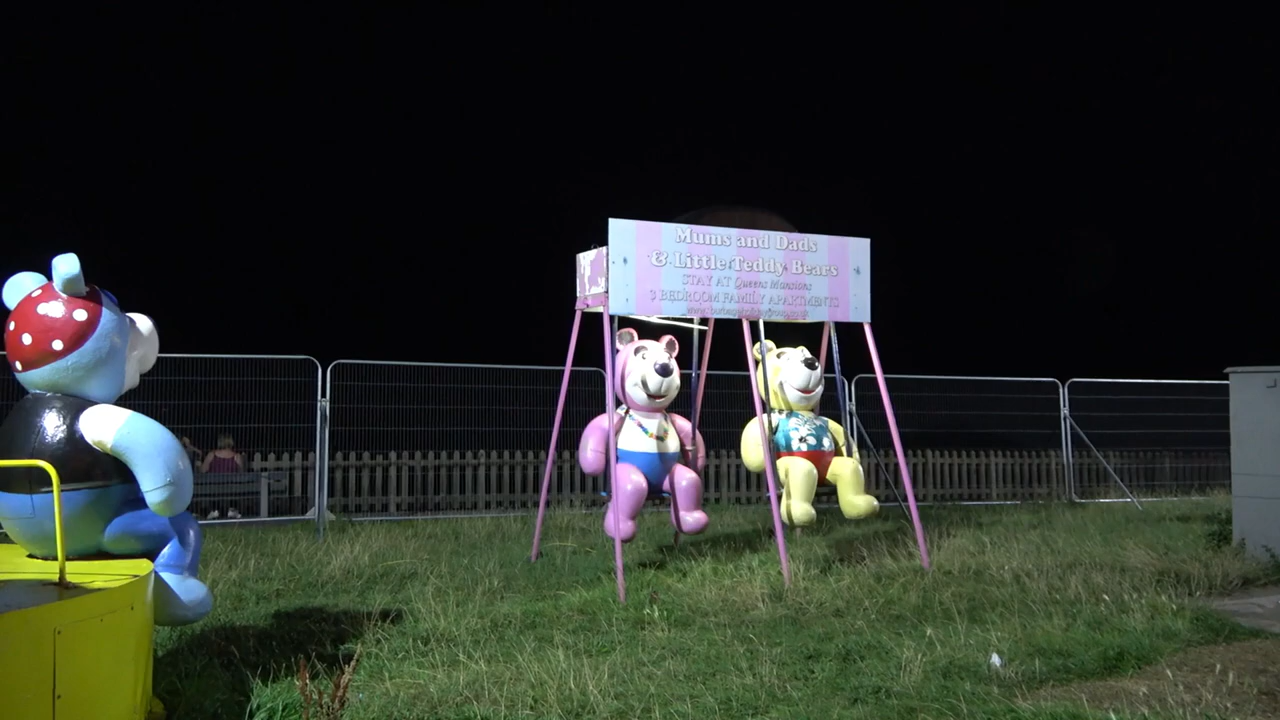 Mums and Dads
& Little Teddy Bears
STAY AT Queens Mansions
3 BEDROOM FAMILY APARTMENTS